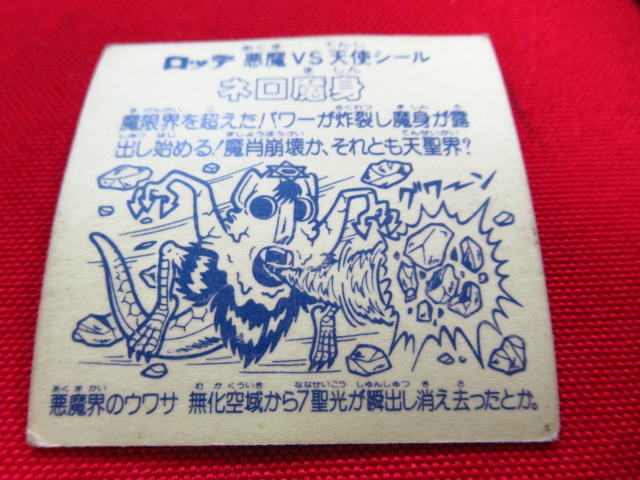 ロッテ 悪魔VS天使シール
ネロ魔身
魔限界を超えたパワーが炸裂し魔身が露
出し始める!魔肖崩壊か、それとも天聖界?
グワーン
悪魔界のウワサ 無化空域から7聖光が瞬出し消え去ったとか。